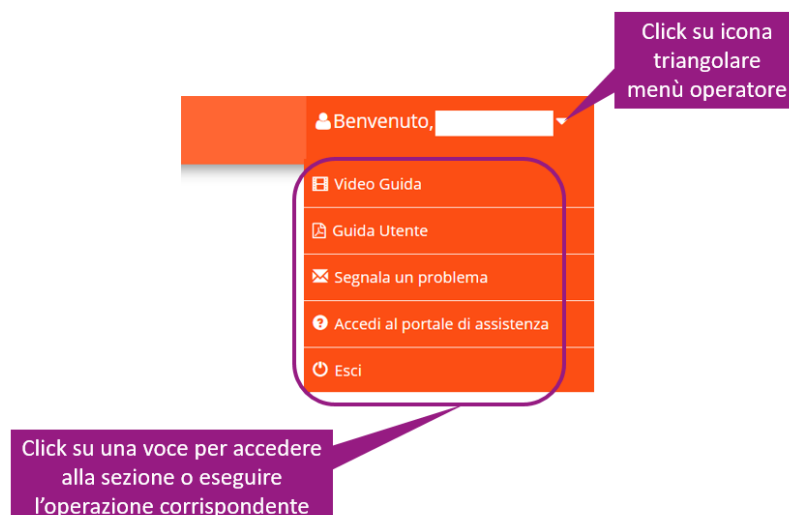 Click su icona
triangolare
menù operatore
Benvenuto,
Video Guida
Guida Utente
Segnala un problema
Accedi al portale di assistenza
Esci
Click su una voce per accedere
alla sezione o eseguire
l'operazione corrispondente